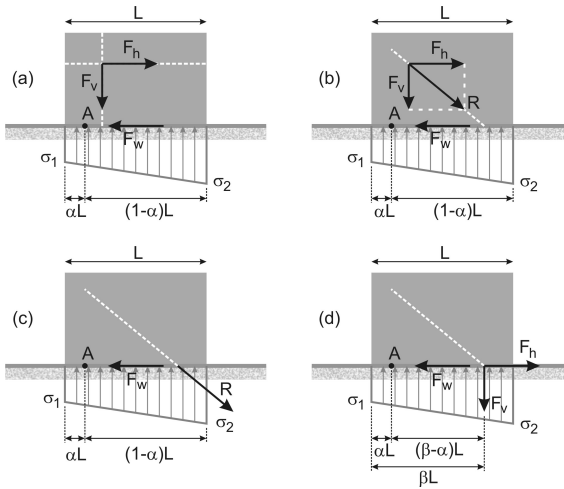 L
(a)
F_h
F_v
A
F_w
σ_1
σ_2
αL
(1-α)L
L
(b)
F_h
F_v
R
A
F_w
σ_1
σ_2
αL
(1-α)L
L
(c)
A
F_w
R
σ_1
σ_2
αL
(1-α)L
L
(d)
F_h
A
F_w
F_v
σ_1
σ_2
αL
(β-α)L
βL